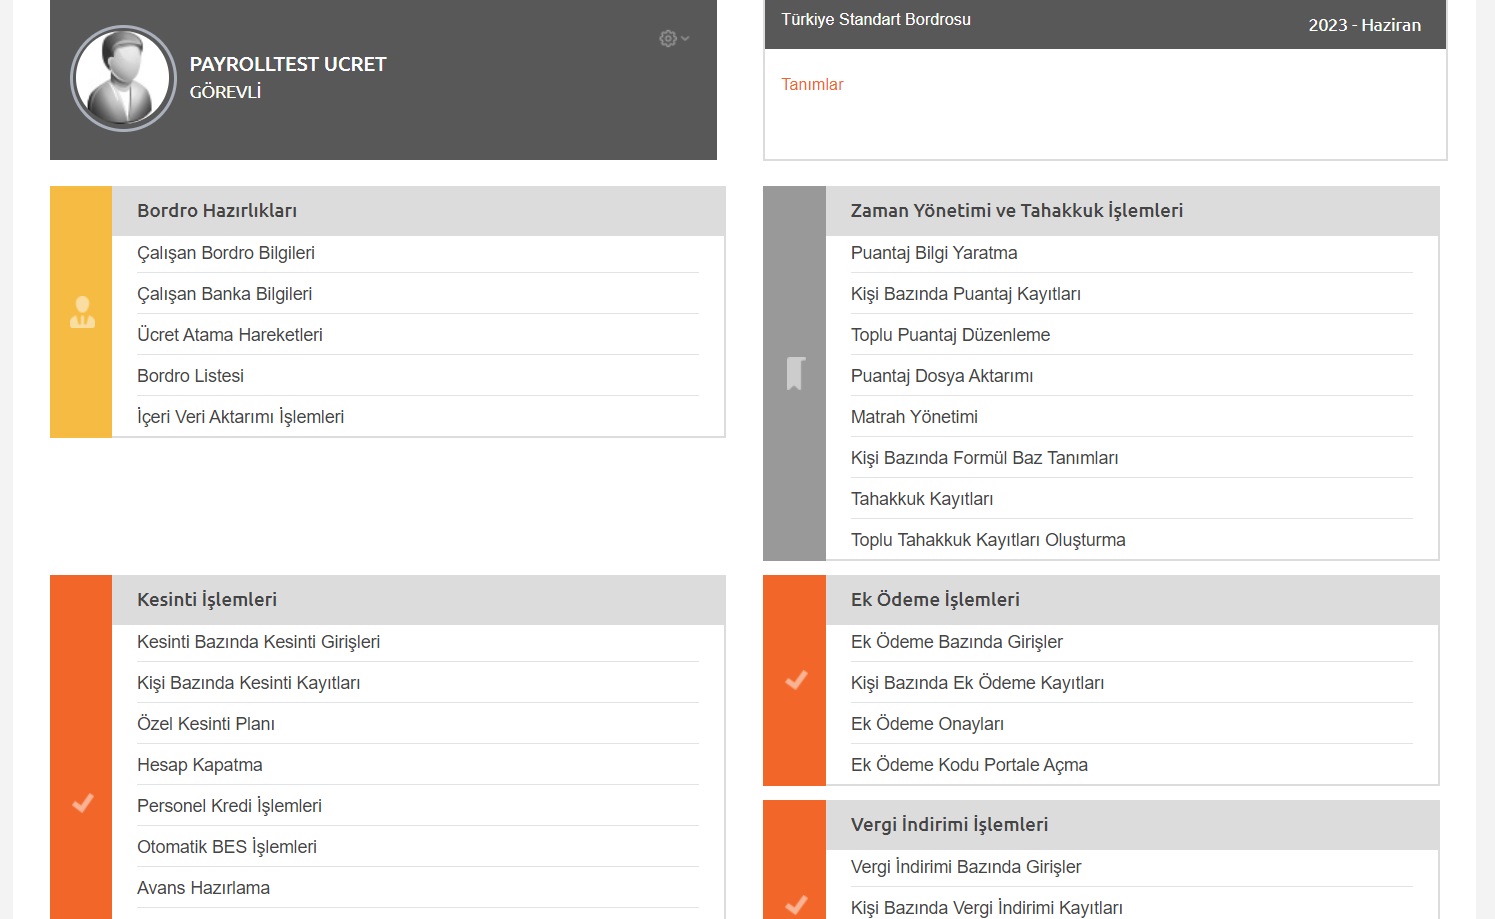 PAYROLLTEST UCRET
GÖREVLİ
Türkiye Standart Bordrosu
2023 - Haziran
Tanımlar
Bordro Hazırlıkları
Çalışan Bordro Bilgileri
Çalışan Banka Bilgileri
Ücret Atama Hareketleri
Bordro Listesi
İçeri Veri Aktarımı İşlemleri
Zaman Yönetimi ve Tahakkuk İşlemleri
Puantaj Bilgi Yaratma
Kişi Bazında Puantaj Kayıtları
Toplu Puantaj Düzenleme
Puantaj Dosya Aktarımı
Matrah Yönetimi
Kişi Bazında Formül Baz Tanımları
Tahakkuk Kayıtları
Toplu Tahakkuk Kayıtları Oluşturma
Kesinti İşlemleri
Kesinti Bazında Kesinti Girişleri
Kişi Bazında Kesinti Kayıtları
Özel Kesinti Planı
Hesap Kapatma
Personel Kredi İşlemleri
Otomatik BES İşlemleri
Avans Hazırlama
Ek Ödeme İşlemleri
Ek Ödeme Bazında Girişler
Kişi Bazında Ek Ödeme Kayıtları
Ek Ödeme Onayları
Ek Ödeme Kodu Portale Açma
Vergi İndirimi İşlemleri
Vergi İndirimi Bazında Girişler
Kişi Bazında Vergi İndirimi Kayıtları